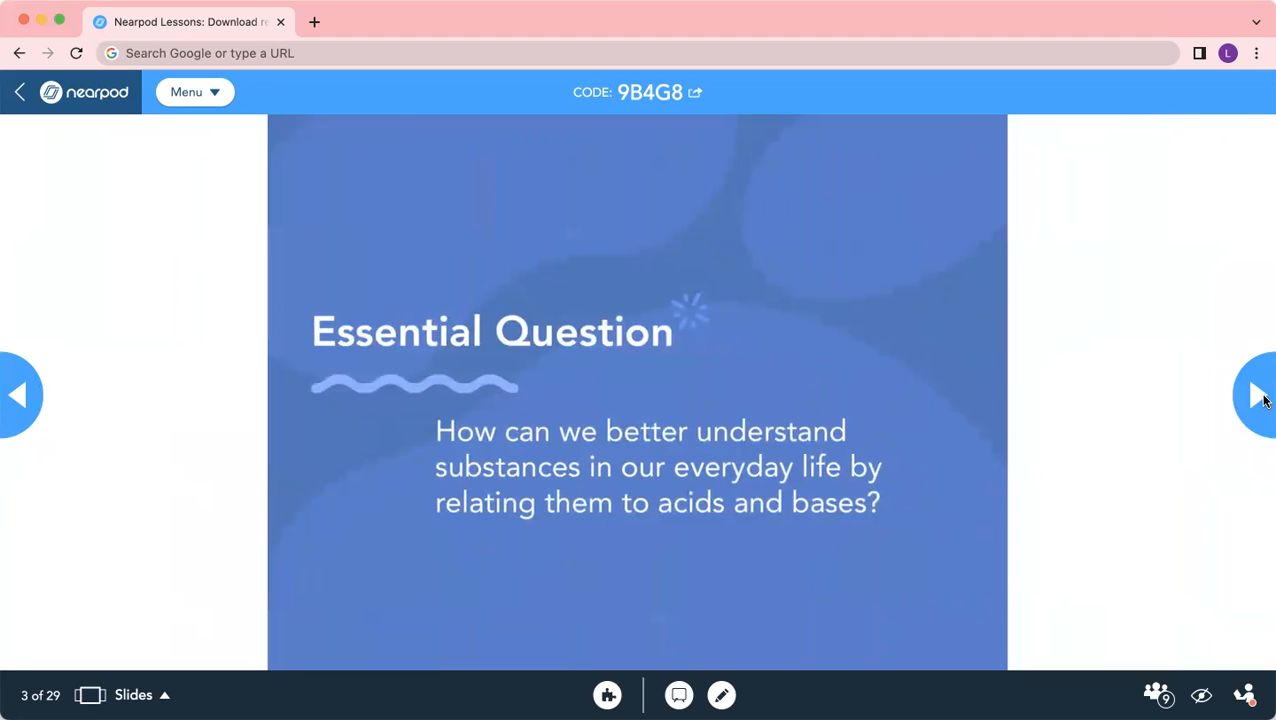 Nearpod Lessons: Download re
Search Google or type a URL
L
nearpod
Menu
CODE: 9B4G8
Essential Question
How can we better understand
substances in our everyday life by
relating them to acids and bases?
3 of 29
Slides
9